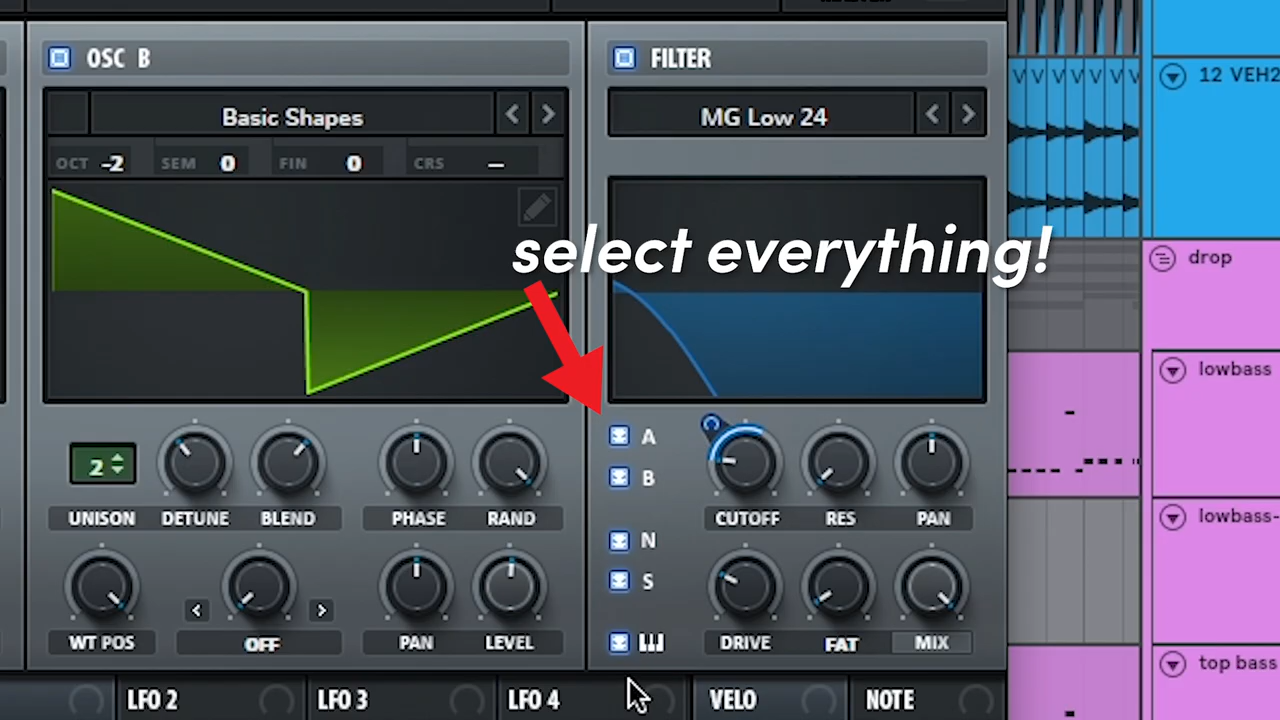 OSC B
FILTER
Basic Shapes
MG Low 24
OCT -2 SEM 0 FIN 0 CRS –
12 VEH2
V V V V V V V
drop
select everything!
lowbass
A
B
2
UNISON DETUNE BLEND PHASE RAND
CUTOFF RES PAN
lowbass-
N
S
WT POS OFF PAN LEVEL
DRIVE FAT MIX
top bass
LFO 2 LFO 3 LFO 4 VELO NOTE